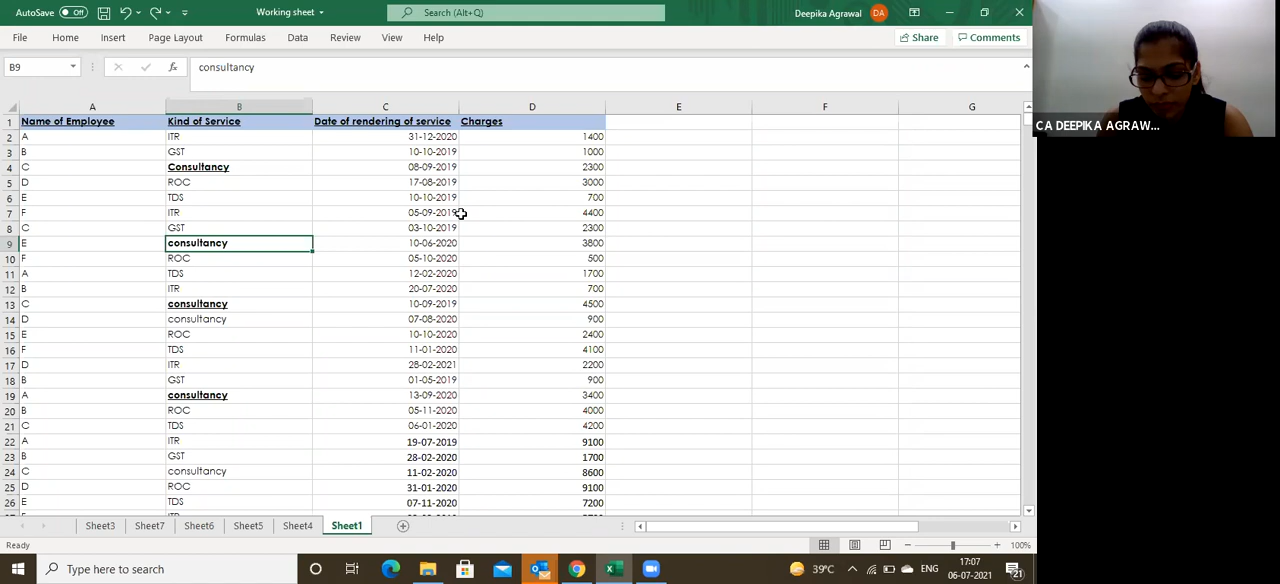 AutoSave Off Working sheet Search (Alt+Q) Deepika Agrawal DA
File Home Insert Page Layout Formulas Data Review View Help Share Comments
B9 fx consultancy
A B C D E F G
1 Name of Employee Kind of Service Date of rendering of service Charges
2 A ITR 31-12-2020 1400
3 B GST 10-10-2019 1000
4 C Consultancy 08-09-2019 2300
5 D ROC 17-08-2019 3000
6 E TDS 10-10-2019 700
7 F ITR 05-09-2019 4400
8 C GST 03-10-2019 2300
9 E consultancy 10-06-2020 3800
10 F ROC 05-10-2020 500
11 A TDS 12-02-2020 1700
12 B ITR 20-07-2020 700
13 C consultancy 10-09-2019 4500
14 D consultancy 07-08-2020 900
15 E ROC 10-10-2020 2400
16 F TDS 11-01-2020 4100
17 D ITR 28-02-2021 2200
18 B GST 01-05-2019 900
19 A consultancy 13-09-2020 3400
20 B ROC 05-11-2020 4000
21 C TDS 06-01-2020 4200
22 A ITR 19-07-2019 9100
23 B GST 28-02-2020 1700
24 C consultancy 11-02-2020 8600
25 D ROC 31-01-2020 9100
26 E TDS 07-11-2020 7200
Sheet3 Sheet7 Sheet6 Sheet5 Sheet4 Sheet1
Ready 100%
Type here to search 39°C ENG 17:07
06-07-2021 21
CA DEEPIKA AGRAW...